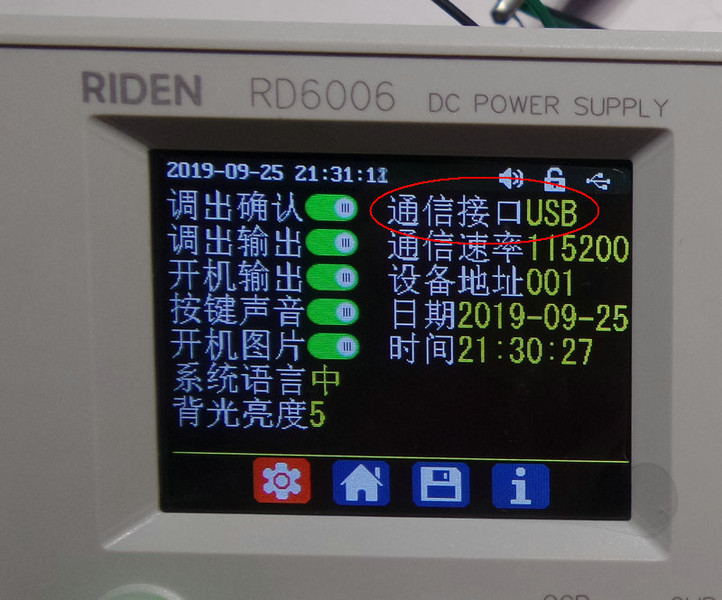 RIDEN RD6006 DC POWER SUPPLY
2019-09-25 21:31:11
调出确认
调出输出
开机输出
按键声音
开机图片
系统语言中
背光亮度5
通信接口USB
通信速率115200
设备地址001
日期2019-09-25
时间21:30:27